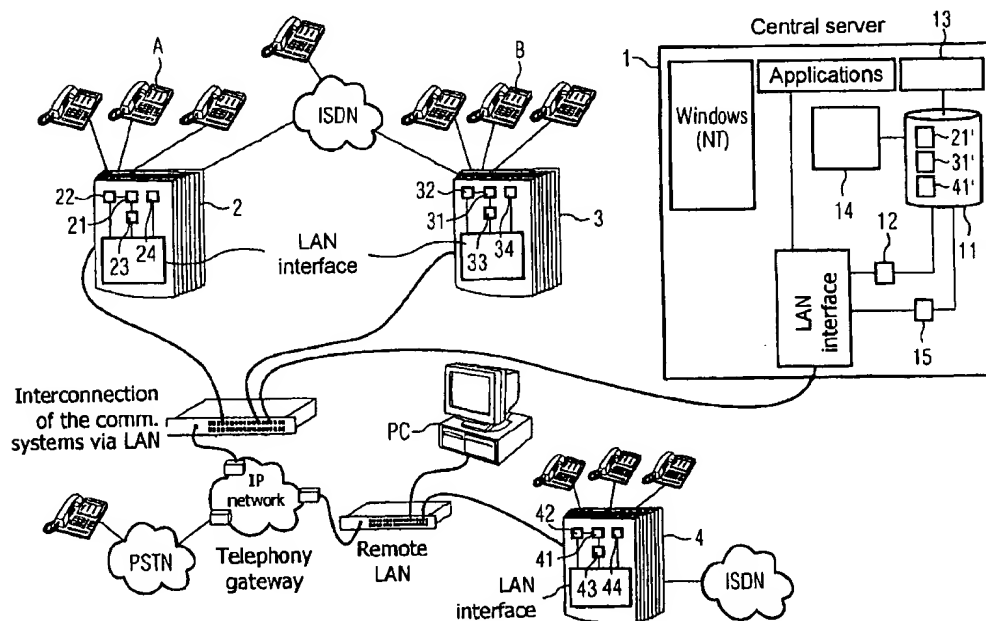 Central server
13
1
Applications
Windows
(NT)
21'
31'
41'
14
11
12
LAN
interface
15
A
B
ISDN
22
21
23
24
2
32
31
33
34
3
LAN
interface
Interconnection
of the comm.
systems via LAN
PC
IP
network
PSTN
Telephony
gateway
Remote
LAN
42
41
43
44
4
LAN
interface
ISDN